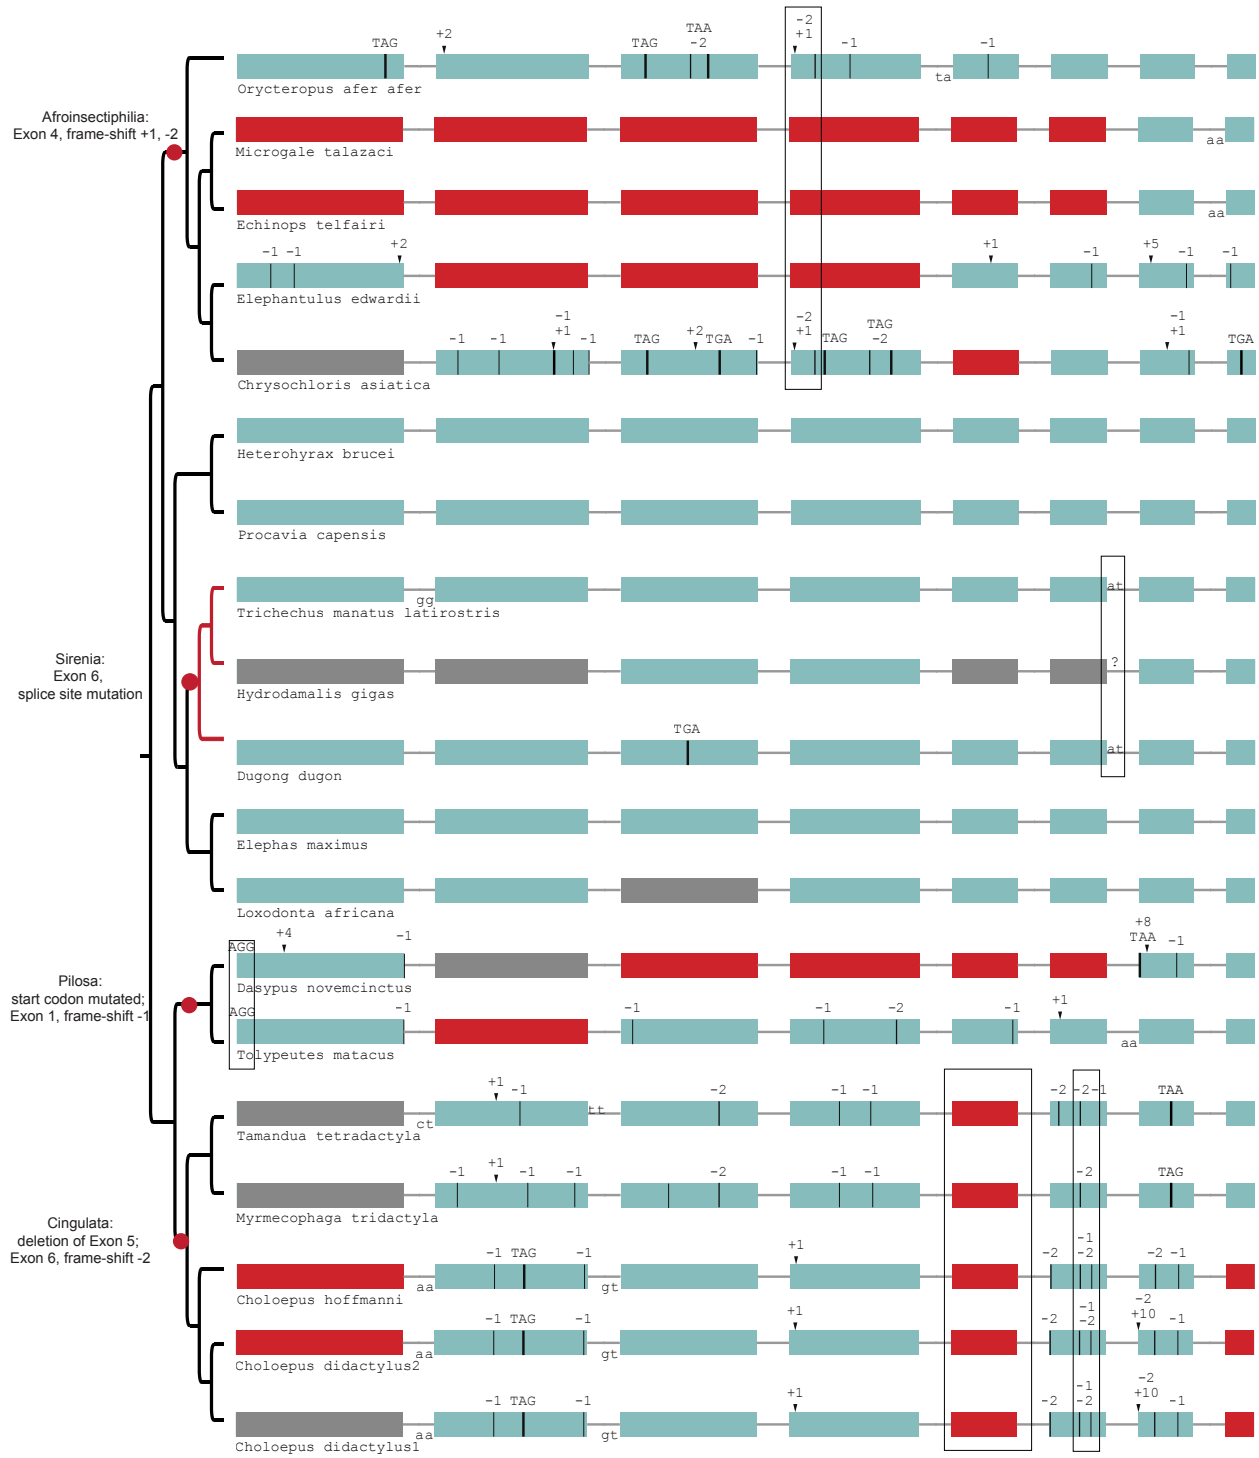 TAG
+2
TAG
TAA
-2
-2
+1
-1
-1
ta
Orycteropus afer afer
Afroinsectiphilia:
Exon 4, frame-shift +1, -2
Microgale talazaci
aa
Echinops telfairi
aa
-1 -1
+2
+1
-1
+5
-1
-1
Elephantulus edwardii
-1
-1
-1
+1
-1
TAG
+2
TGA
-1
-2
+1
TAG
TAG
-2
-1
+1
TGA
Chrysochloris asiatica
Heterohyrax brucei
Procavia capensis
gg
at
Trichechus manatus latirostris
Sirenia:
Exon 6,
splice site mutation
?
Hydrodamalis gigas
TGA
at
Dugong dugon
Elephas maximus
Loxodonta africana
AGG
+4
-1
+8
TAA
-1
Dasypus novemcinctus
Pilosa:
start codon mutated;
Exon 1, frame-shift -1
AGG
-1
-1
-1
-2
-1
+1
aa
Tolypeutes matacus
ct
+1
-1
tt
-2
-1 -1
-2 -2 -1
TAA
Tamandua tetradactyla
-1
+1
-1
-1
-2
-1 -1
-2
TAG
Myrmecophaga tridactyla
Cingulata:
deletion of Exon 5;
Exon 6, frame-shift -2
aa
-1 TAG
-1
gt
+1
-2
-1
-2
-2 -1
Choloepus hoffmanni
aa
-1 TAG
-1
gt
+1
-2
-1
-2
-2
+10
-1
Choloepus didactylus2
aa
-1 TAG
-1
gt
+1
-2
-1
-2
-2
+10
-1
Choloepus didactylus1